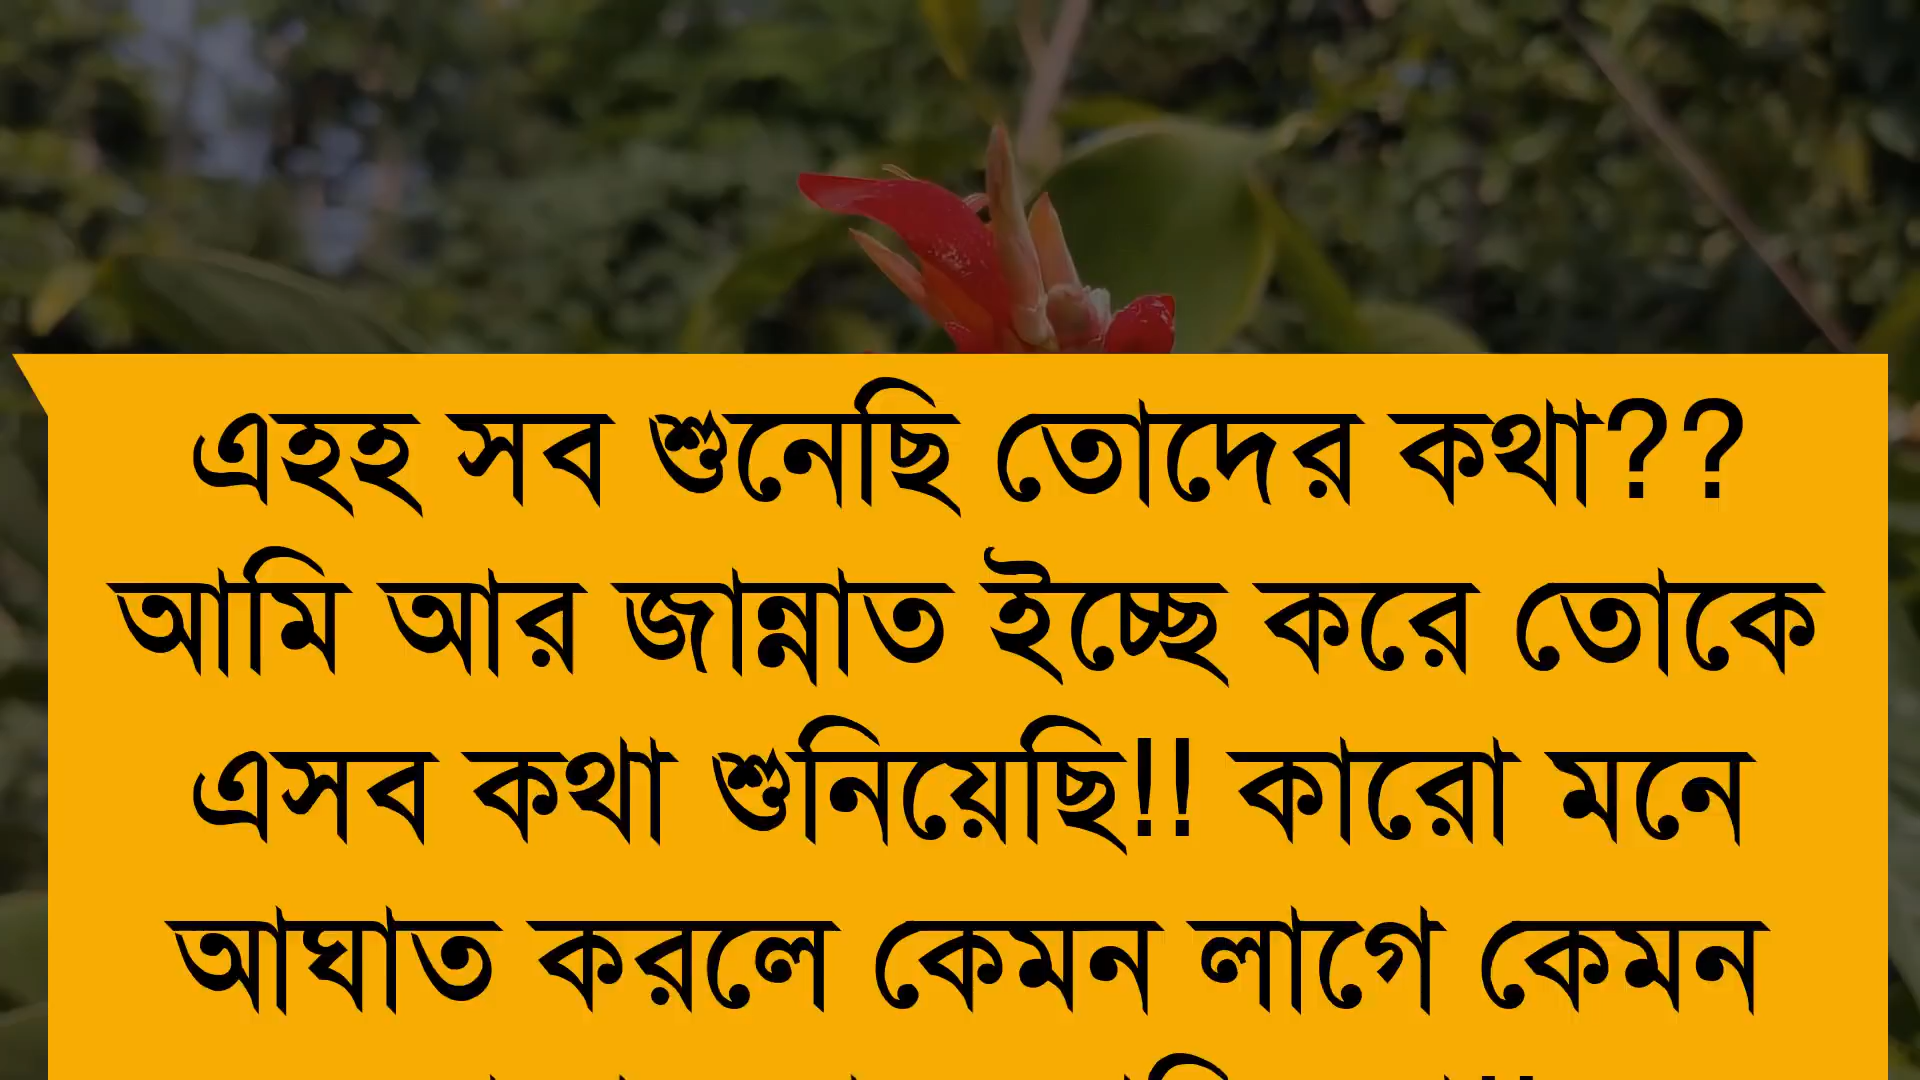 এহহ সব শুনেছি তোদের কথা??
আমি আর জান্নাত ইচ্ছে করে তোকে
এসব কথা শুনিয়েছি!! কারো মনে
আঘাত করলে কেমন লাগে কেমন